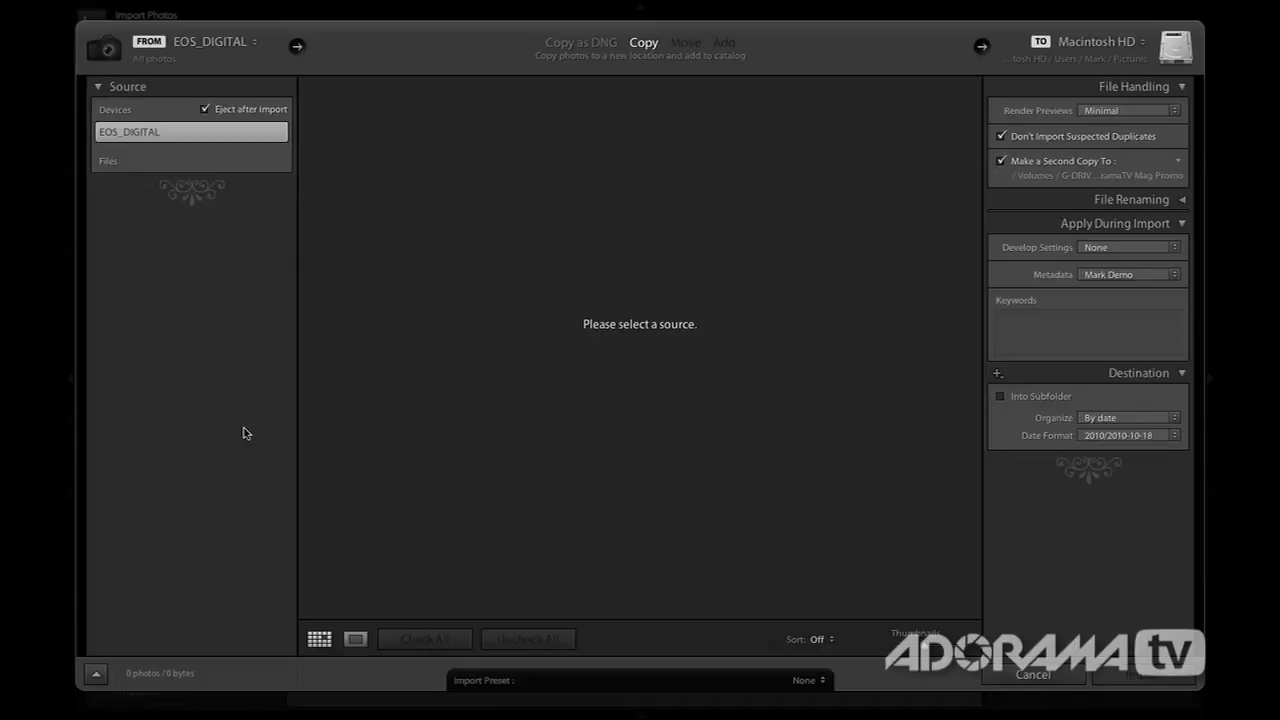 Import Photos
FROM EOS_DIGITAL
All photos
Copy as DNG Copy Move Add
Copy photos to a new location and add to catalog
TO Macintosh HD
...tosh HD / Users / Mark / Pictures
Source
Devices Eject after import
EOS_DIGITAL
Files
Please select a source.
File Handling
Render Previews Minimal
Don't Import Suspected Duplicates
Make a Second Copy To :
/ Volumes / G-DRIV ...ramaTV Mag Promo
File Renaming
Apply During Import
Develop Settings None
Metadata Mark Demo
Keywords
Destination
Into Subfolder
Organize By date
Date Format 2010/2010-10-18
Check All Uncheck All
Sort: Off
Thumbnails
ADORAMA tv
0 photos / 0 bytes
Import Preset : None
Cancel